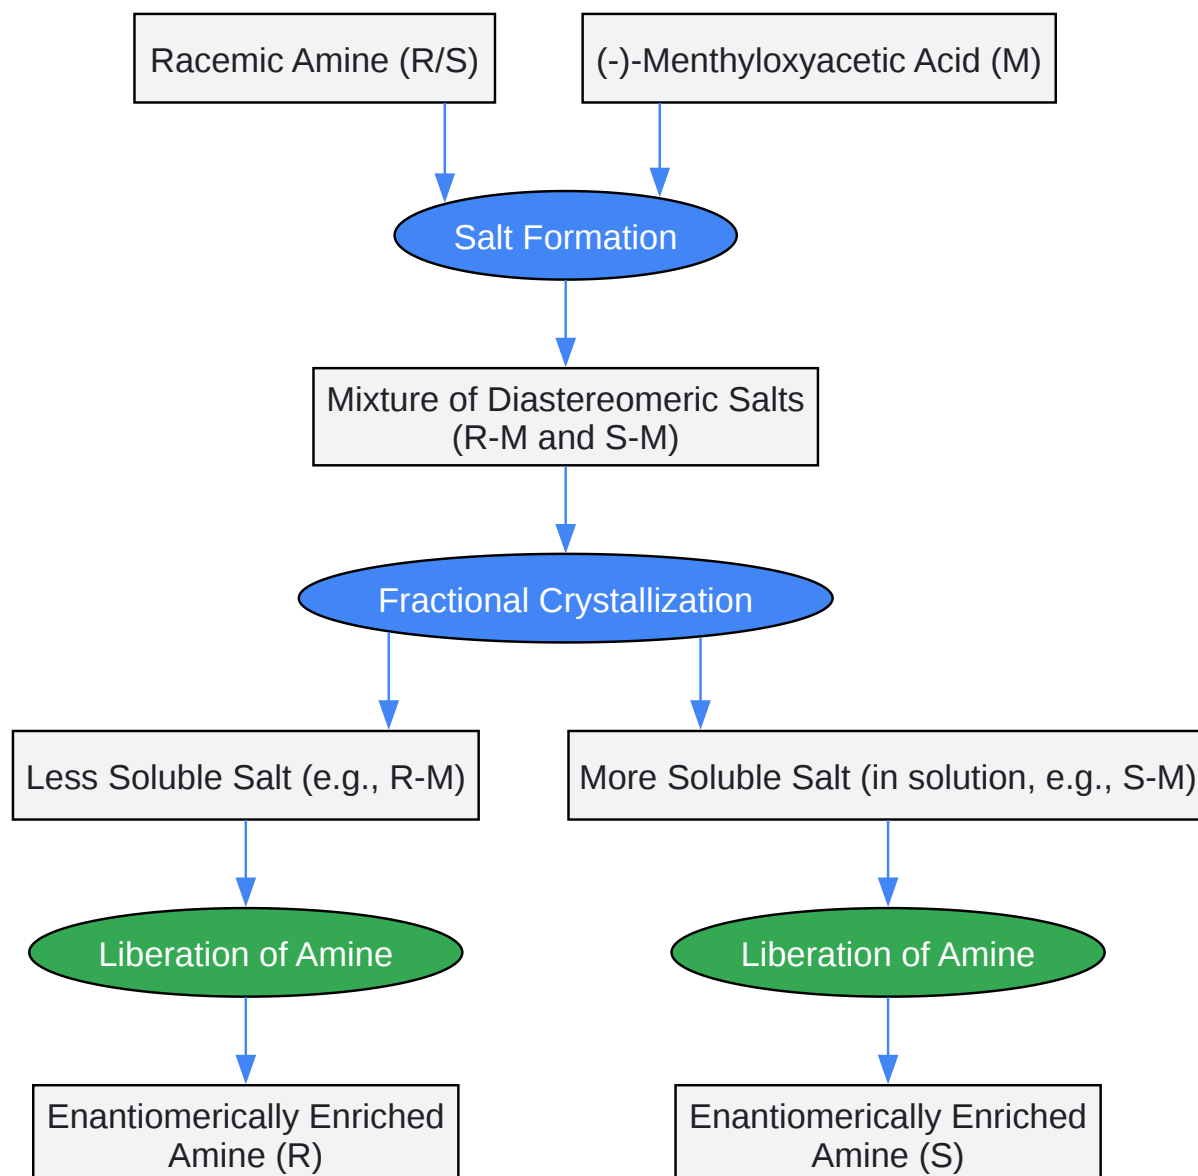 Racemic Amine (R/S)
(-)-Menthyloxyacetic Acid (M)
Salt Formation
Mixture of Diastereomeric Salts
(R-M and S-M)
Fractional Crystallization
Less Soluble Salt (e.g., R-M)
More Soluble Salt (in solution, e.g., S-M)
Liberation of Amine
Liberation of Amine
Enantiomerically Enriched
Amine (R)
Enantiomerically Enriched
Amine (S)